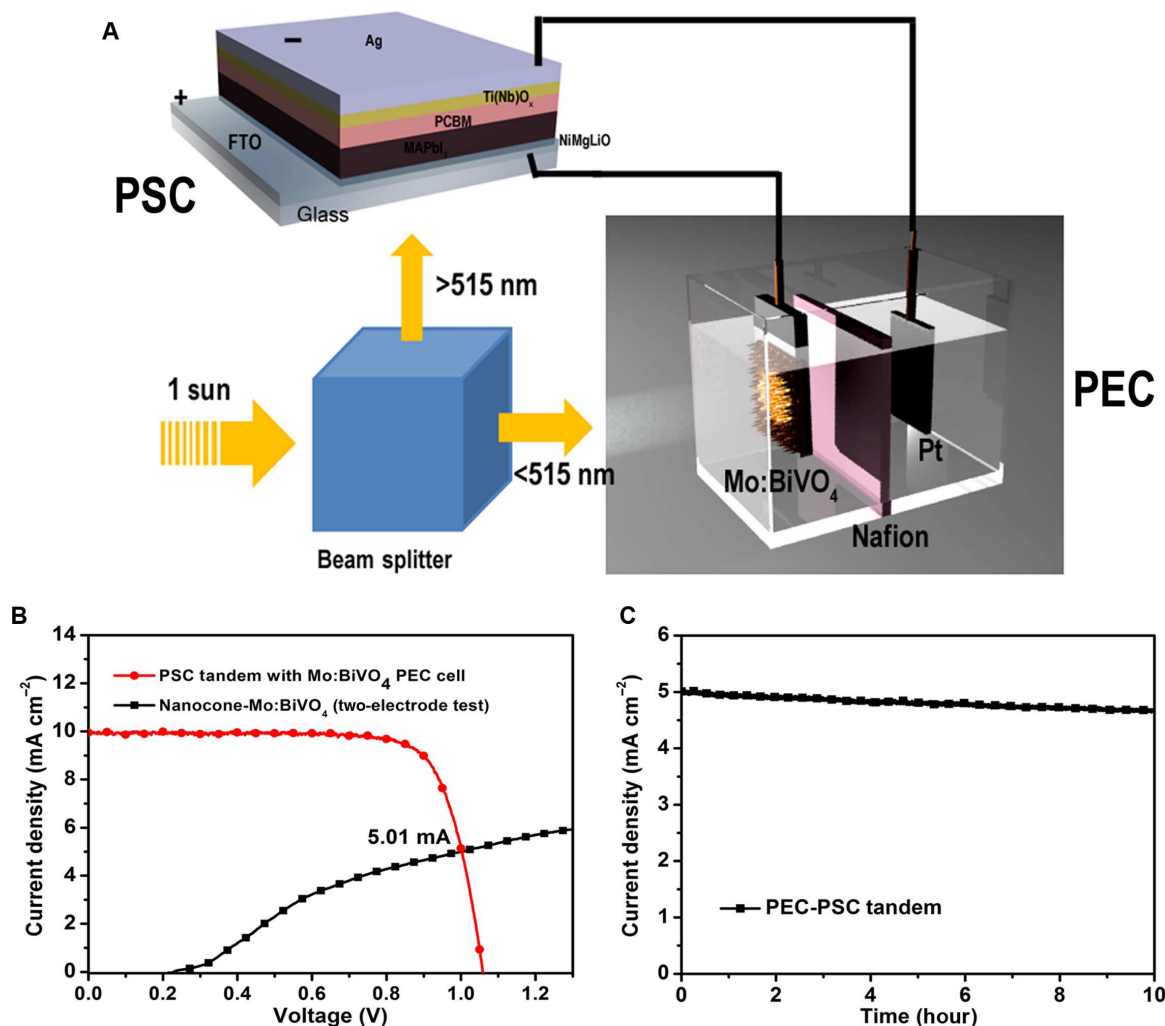 A
Ag
Ti(Nb)Oₓ
PCBM
MAPbI₃
NiMgLiO
+
−
FTO
Glass
PSC
>515 nm
1 sun
<515 nm
Beam splitter
PEC
Pt
Mo:BiVO₄
Nafion
B
Current density (mA cm⁻²)
14
12
10
8
6
4
2
0
PSC tandem with Mo:BiVO₄ PEC cell
Nanocone-Mo:BiVO₄ (two-electrode test)
5.01 mA
0.0 0.2 0.4 0.6 0.8 1.0 1.2
Voltage (V)
C
Current density (mA cm⁻²)
6
5
4
3
2
1
0
PEC-PSC tandem
0 2 4 6 8 10
Time (hour)